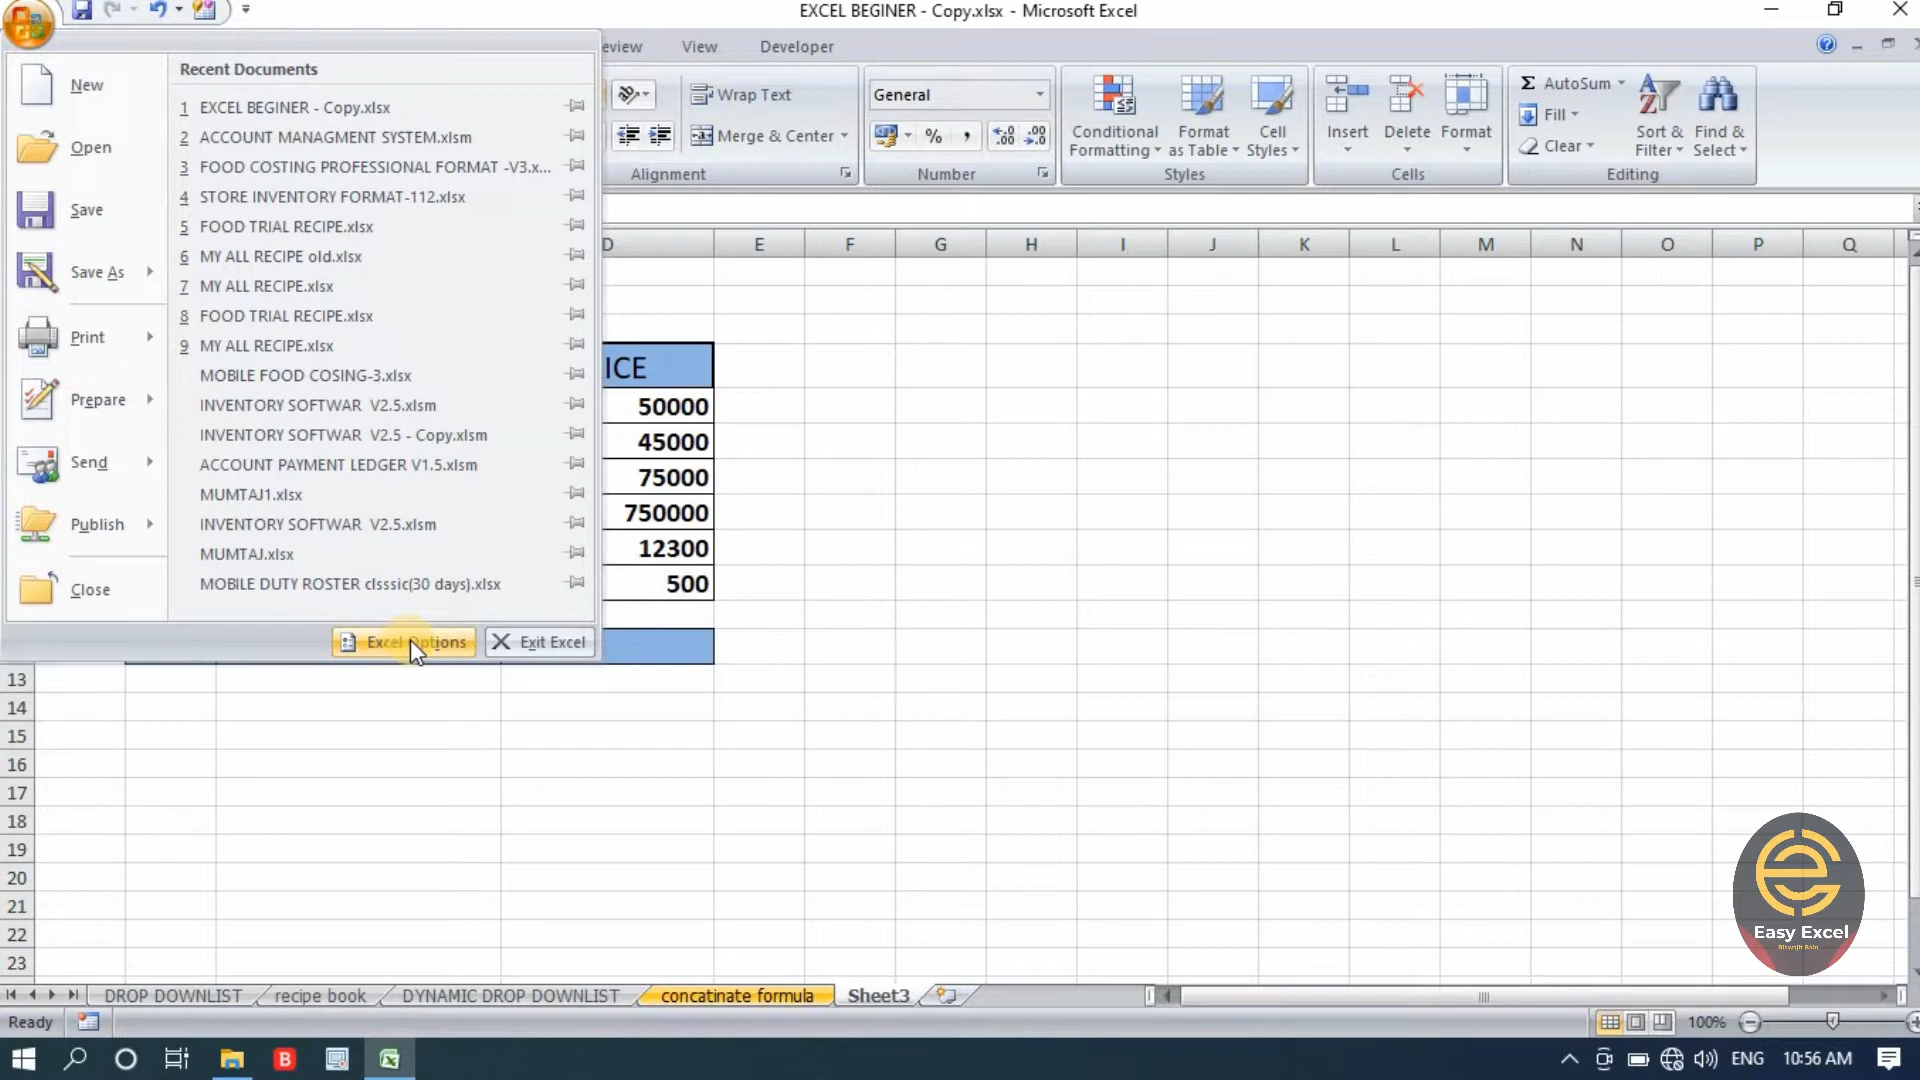 EXCEL BEGINER - Copy.xlsx - Microsoft Excel
eview View Developer
New
Open
Save
Save As
Print
Prepare
Send
Publish
Close
Recent Documents
1 EXCEL BEGINER - Copy.xlsx
2 ACCOUNT MANAGMENT SYSTEM.xlsm
3 FOOD COSTING PROFESSIONAL FORMAT -V3.x...
4 STORE INVENTORY FORMAT-112.xlsx
5 FOOD TRIAL RECIPE.xlsx
6 MY ALL RECIPE old.xlsx
7 MY ALL RECIPE.xlsx
8 FOOD TRIAL RECIPE.xlsx
9 MY ALL RECIPE.xlsx
MOBILE FOOD COSING-3.xlsx
INVENTORY SOFTWAR V2.5.xlsm
INVENTORY SOFTWAR V2.5 - Copy.xlsm
ACCOUNT PAYMENT LEDGER V1.5.xlsm
MUMTAJ1.xlsx
INVENTORY SOFTWAR V2.5.xlsm
MUMTAJ.xlsx
MOBILE DUTY ROSTER clsssic(30 days).xlsx
Excel Options Exit Excel
Wrap Text
Merge & Center
Alignment
General
% ,
Number
Conditional Formatting
Format as Table
Cell Styles
Styles
Insert Delete Format
Cells
Σ AutoSum
Fill
Clear
Sort & Filter
Find & Select
Editing
D E F G H I J K L M N O P Q
ICE
50000
45000
75000
750000
12300
500
13
14
15
16
17
18
19
20
21
22
23
Easy Excel
Biswajit Bain
DROP DOWNLIST recipe book DYNAMIC DROP DOWNLIST concatinate formula Sheet3
Ready 100%
B ENG 10:56 AM